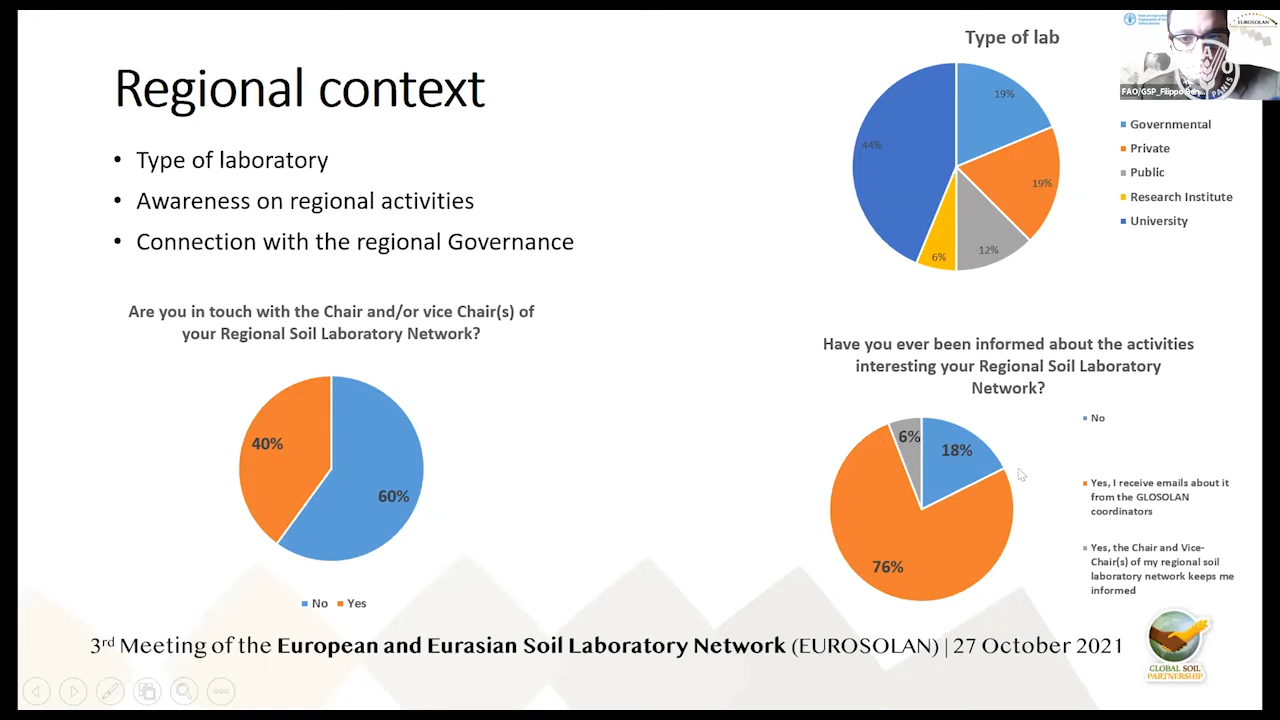 Regional context
• Type of laboratory
• Awareness on regional activities
• Connection with the regional Governance
Type of lab
19%
19%
12%
6%
44%
Governmental
Private
Public
Research Institute
University
EUROSOLAN
FAO/GSP_Filippo
Are you in touch with the Chair and/or vice Chair(s) of
your Regional Soil Laboratory Network?
40%
60%
No Yes
Have you ever been informed about the activities
interesting your Regional Soil Laboratory
Network?
6%
18%
76%
No
Yes, I receive emails about it
from the GLOSOLAN
coordinators
Yes, the Chair and Vice-
Chair(s) of my regional soil
laboratory network keeps me
informed
3rd Meeting of the European and Eurasian Soil Laboratory Network (EUROSOLAN) | 27 October 2021
GLOBAL SOIL
PARTNERSHIP